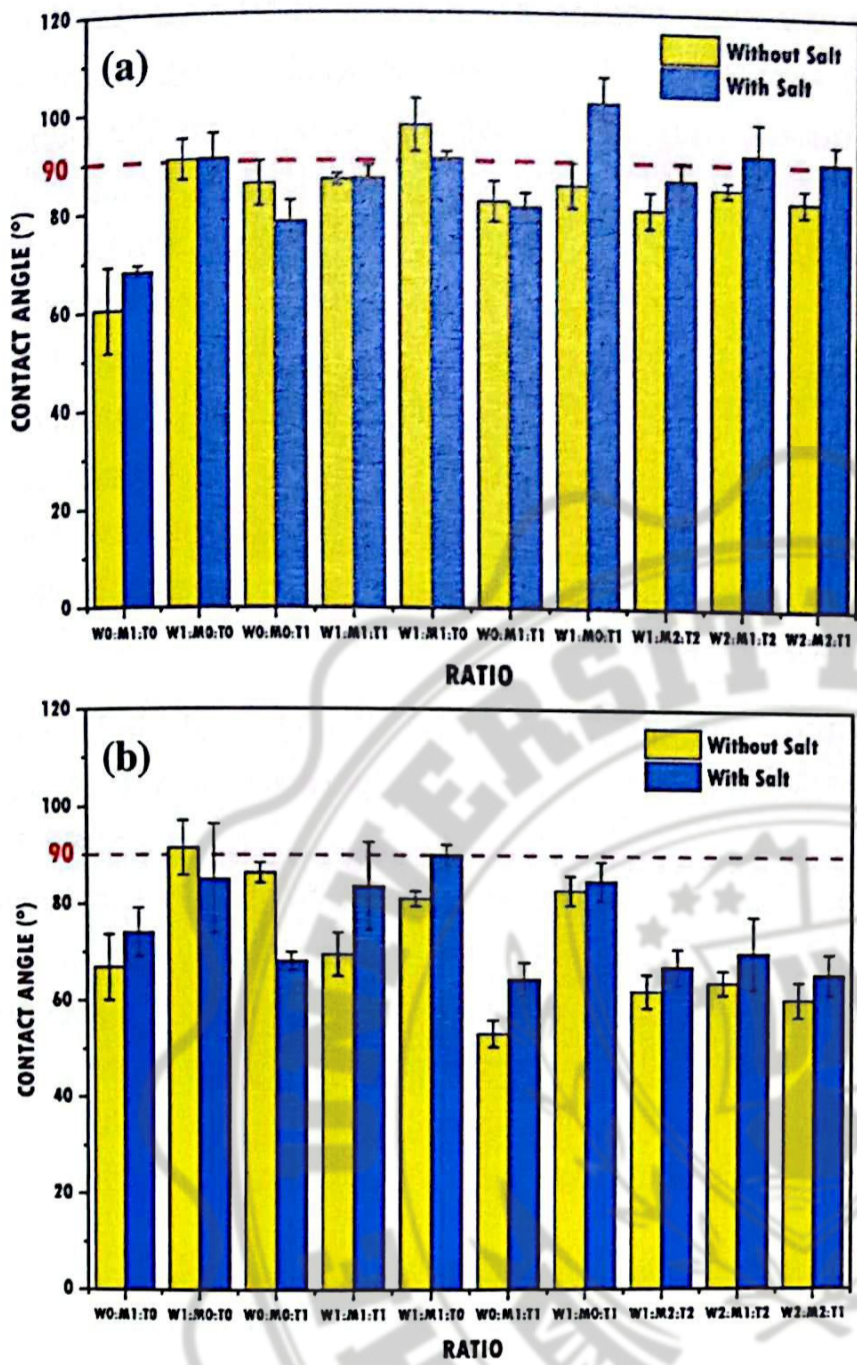 120
(a)
Without Salt
With Salt
100
90
80
60
40
20
0
CONTACT ANGLE (°)
W0:M1:T0 W1:M0:T0 W0:M0:T1 W1:M1:T1 W1:M1:T0 W0:M1:T1 W1:M0:T1 W1:M2:T2 W2:M1:T2 W2:M2:T1
RATIO
120
(b)
Without Salt
With Salt
100
90
80
60
40
20
0
CONTACT ANGLE (°)
W0:M1:T0 W1:M0:T0 W0:M0:T1 W1:M1:T1 W1:M1:T0 W0:M1:T1 W1:M0:T1 W1:M2:T2 W2:M1:T2 W2:M2:T1
RATIO